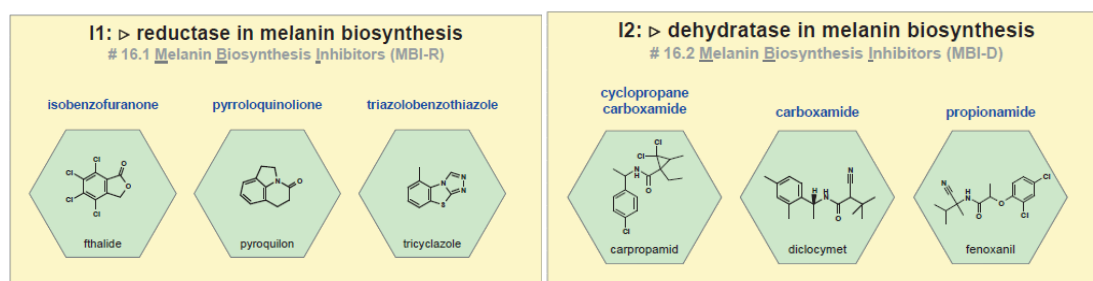 I1: ▷ reductase in melanin biosynthesis
# 16.1 Melanin Biosynthesis Inhibitors (MBI-R)
isobenzofuranone
pyrroloquinolione
triazolobenzothiazole
Cl
O
Cl
O
Cl
Cl
fthalide
N
O
pyroquilon
N
N
N
S
tricyclazole
I2: ▷ dehydratase in melanin biosynthesis
# 16.2 Melanin Biosynthesis Inhibitors (MBI-D)
cyclopropane
carboxamide
carboxamide
propionamide
Cl
Cl
HN
O
Cl
carpropamid
N
H
N
H
O
diclocymet
N
H
N
O
O
Cl
Cl
fenoxanil